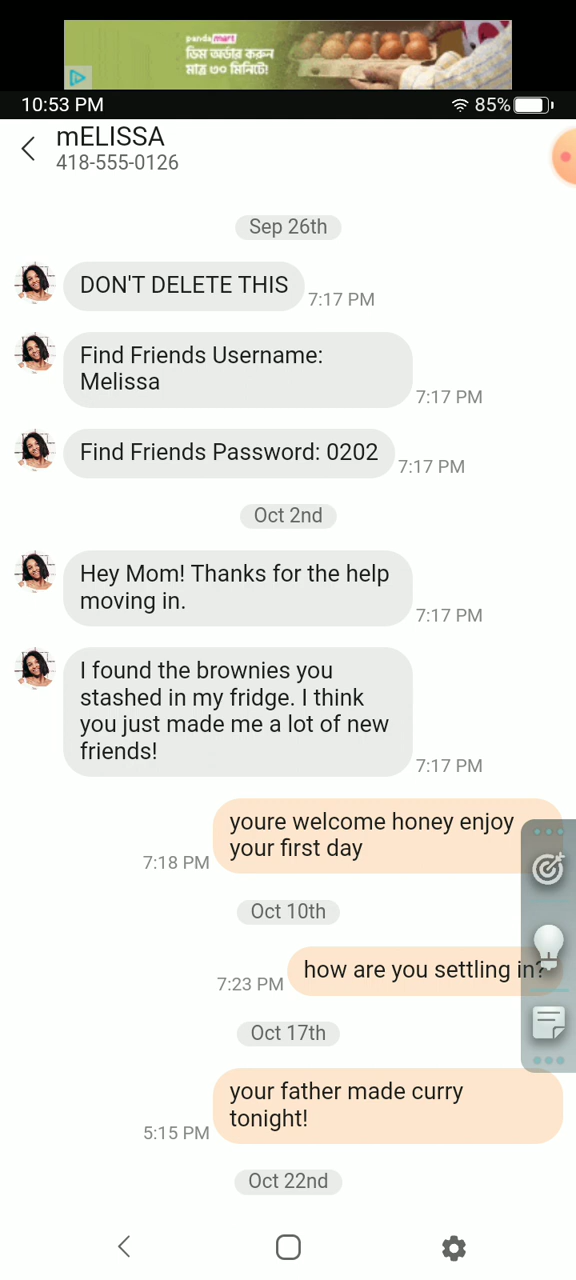 pandamart
ডিম অর্ডার করুন
মাত্র ৩০ মিনিটে!
10:53 PM
85%
mELISSA
418-555-0126
Sep 26th
DON'T DELETE THIS
7:17 PM
Find Friends Username:
Melissa
7:17 PM
Find Friends Password: 0202
7:17 PM
Oct 2nd
Hey Mom! Thanks for the help
moving in.
7:17 PM
I found the brownies you
stashed in my fridge. I think
you just made me a lot of new
friends!
7:17 PM
youre welcome honey enjoy
your first day
7:18 PM
Oct 10th
how are you settling in?
7:23 PM
Oct 17th
your father made curry
tonight!
5:15 PM
Oct 22nd